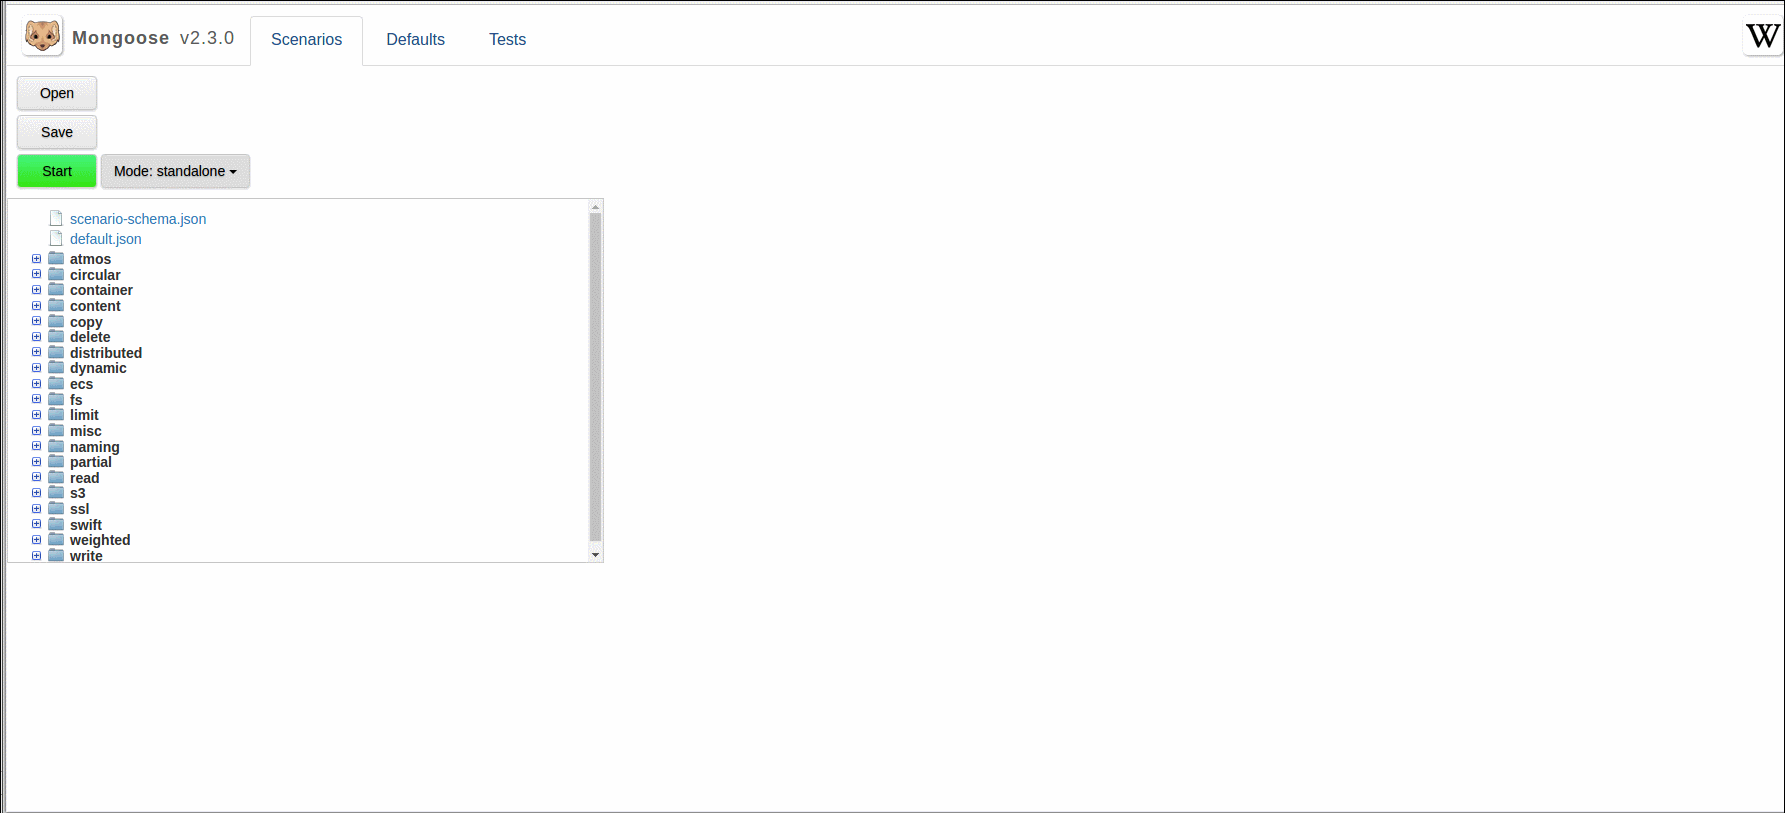 Mongoose v2.3.0 Scenarios Defaults Tests W
Open
Save
Start Mode: standalone
scenario-schema.json
default.json
atmos
circular
container
content
copy
delete
distributed
dynamic
ecs
fs
limit
misc
naming
partial
read
s3
ssl
swift
weighted
write